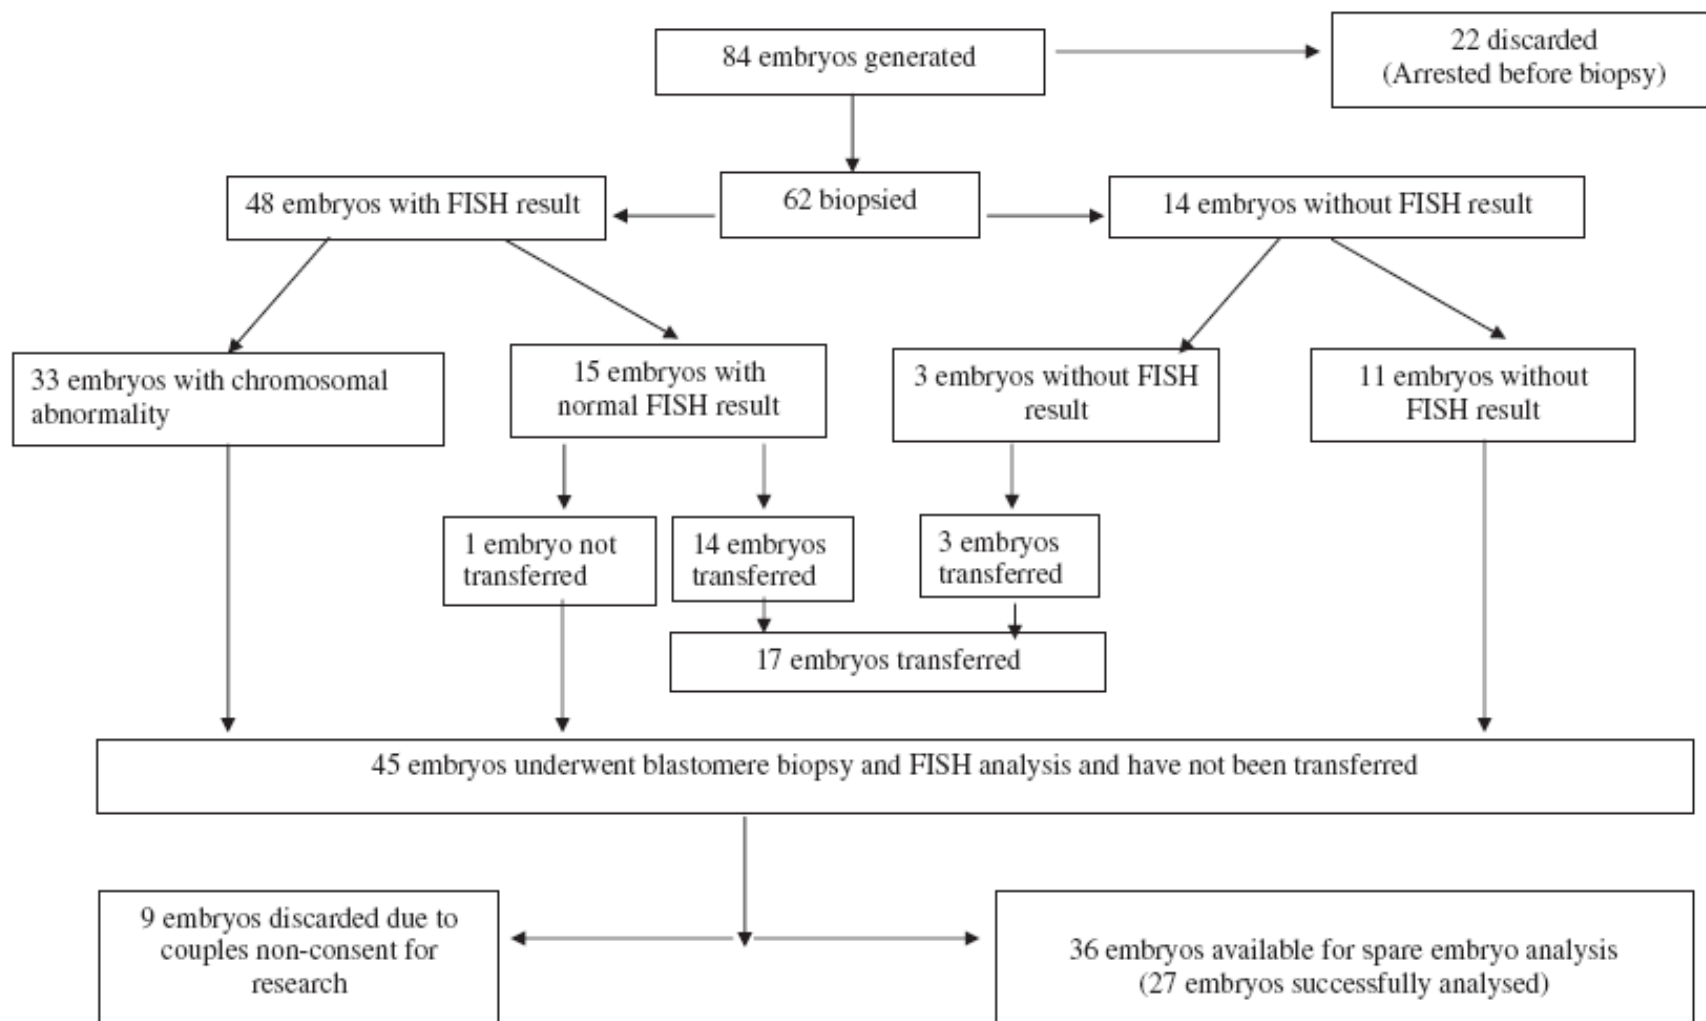 84 embryos generated
22 discarded
(Arrested before biopsy)
48 embryos with FISH result
62 biopsied
14 embryos without FISH result
33 embryos with chromosomal
abnormality
15 embryos with
normal FISH result
3 embryos without FISH
result
11 embryos without
FISH result
1 embryo not
transferred
14 embryos
transferred
3 embryos
transferred
17 embryos transferred
45 embryos underwent blastomere biopsy and FISH analysis and have not been transferred
9 embryos discarded due to
couples non-consent for
research
36 embryos available for spare embryo analysis
(27 embryos successfully analysed)